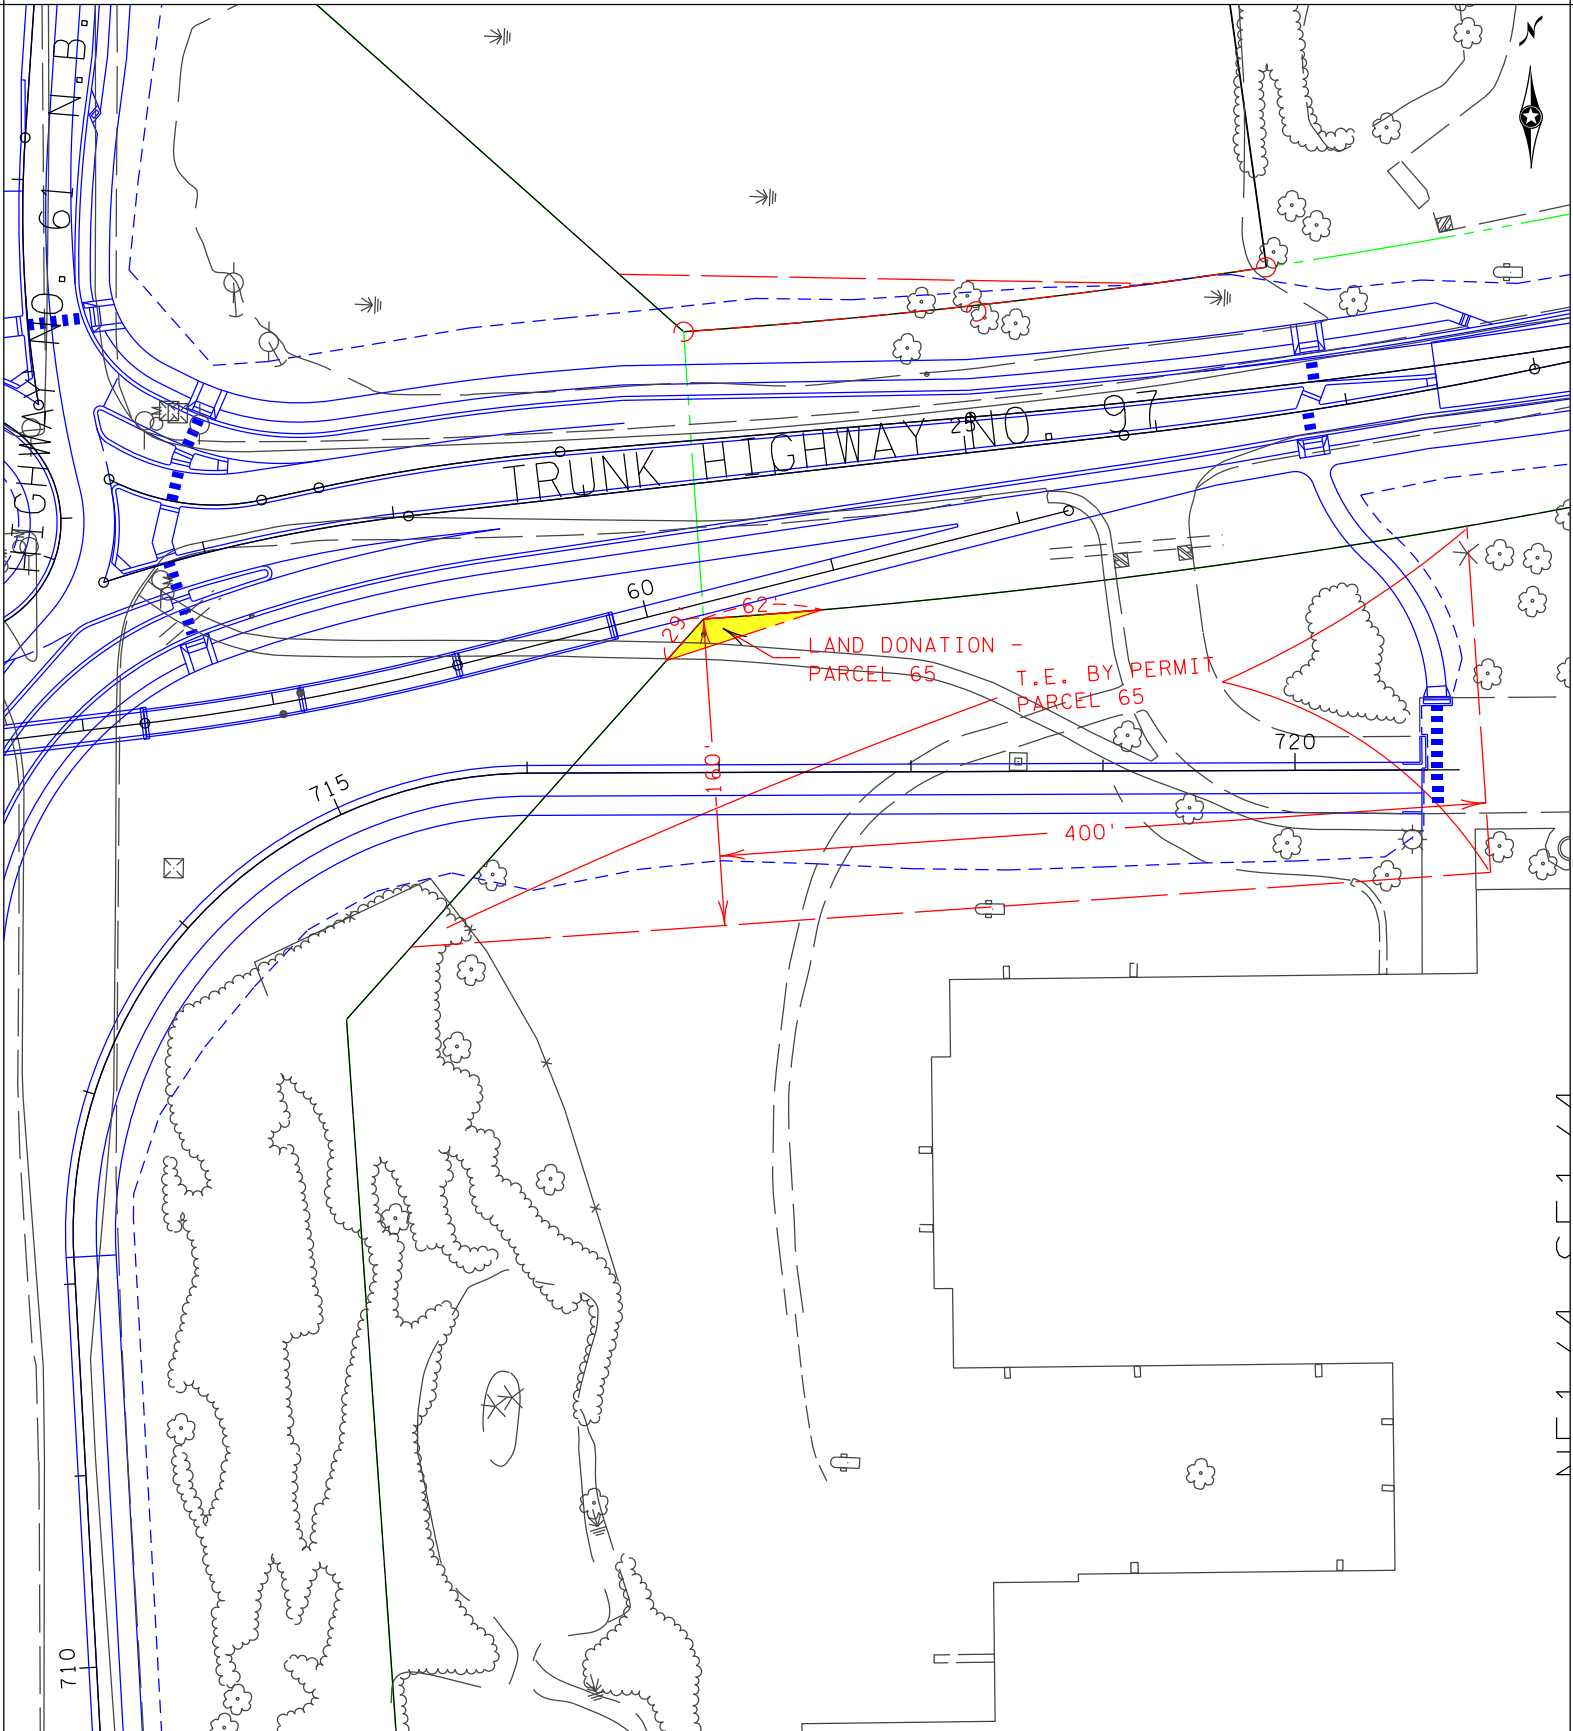 HIGHWAY NO. 61 N.B.
N
TRUNK HIGHWAY NO. 97
25
60
62'
29'
LAND DONATION -
PARCEL 65
T.E. BY PERMIT
PARCEL 65
160'
720
715
400'
710
NE1/4 SE1/4